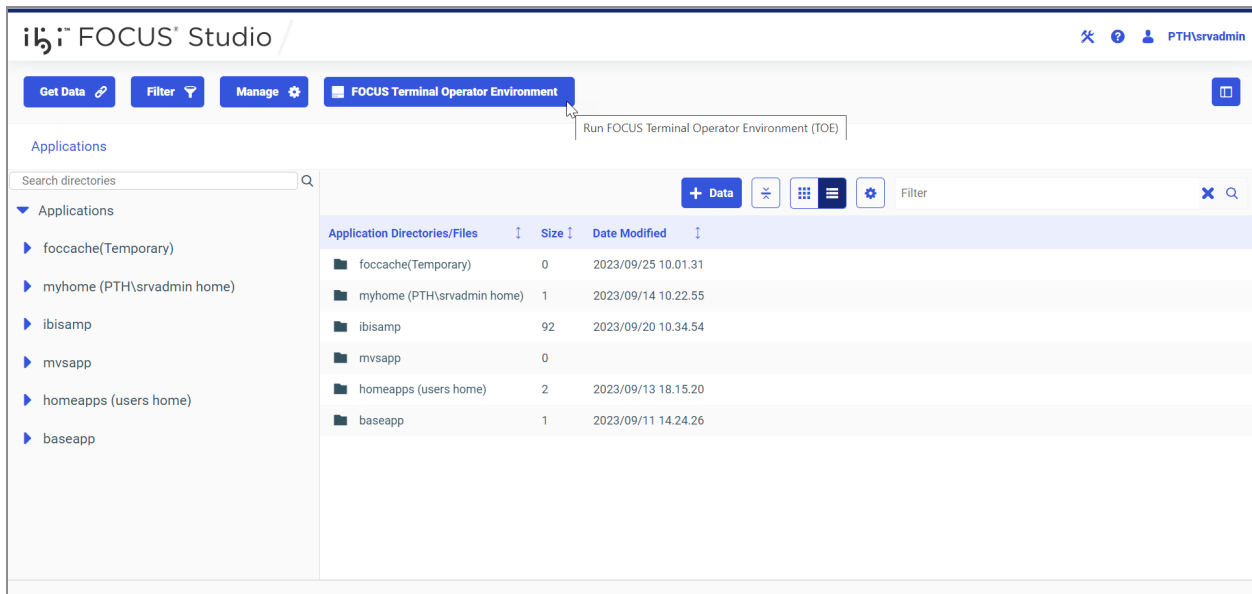 ibi™ FOCUS® Studio
PTH\srvadmin
Get Data
Filter
Manage
FOCUS Terminal Operator Environment
Run FOCUS Terminal Operator Environment (TOE)
Applications
Search directories
Applications
foccache(Temporary)
myhome (PTH\srvadmin home)
ibisamp
mvsapp
homeapps (users home)
baseapp
+ Data
Filter
Application Directories/Files Size Date Modified
foccache(Temporary) 0 2023/09/25 10.01.31
myhome (PTH\srvadmin home) 1 2023/09/14 10.22.55
ibisamp 92 2023/09/20 10.34.54
mvsapp 0
homeapps (users home) 2 2023/09/13 18.15.20
baseapp 1 2023/09/11 14.24.26